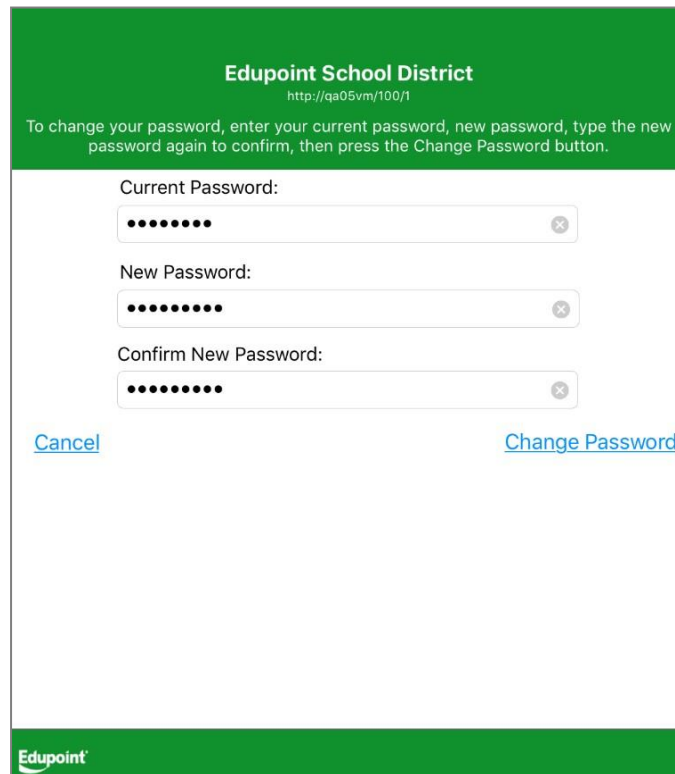 Edupoint School District
http://qa05vm/100/1
To change your password, enter your current password, new password, type the new
password again to confirm, then press the Change Password button.
Current Password:
●●●●●●●●
New Password:
●●●●●●●●●
Confirm New Password:
●●●●●●●●●
Cancel
Change Password
Edupoint